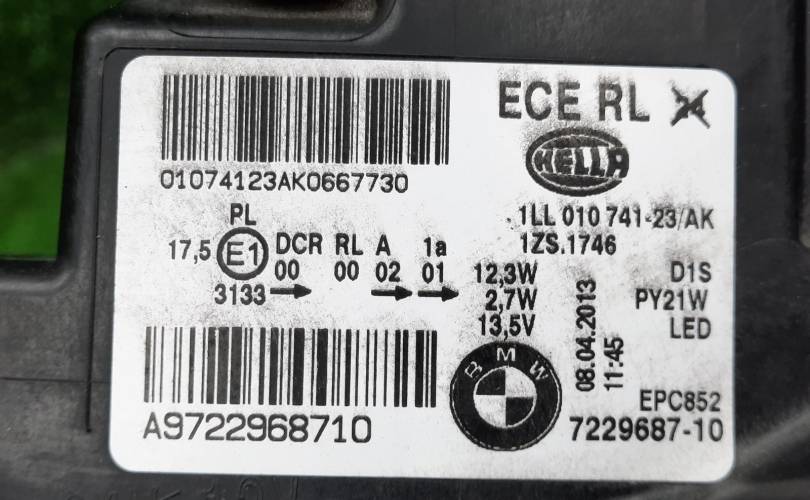 ECE RL
HELLA
01074123AK0667730
1LL 010 741-23/AK
1ZS.1746
PL
17,5 E1 DCR RL A 1a
00 00 02 01
3133
12,3W D1S
2,7W PY21W
13,5V LED
08.04.2013
11:45
BMW
EPC852
A9722968710
7229687-10